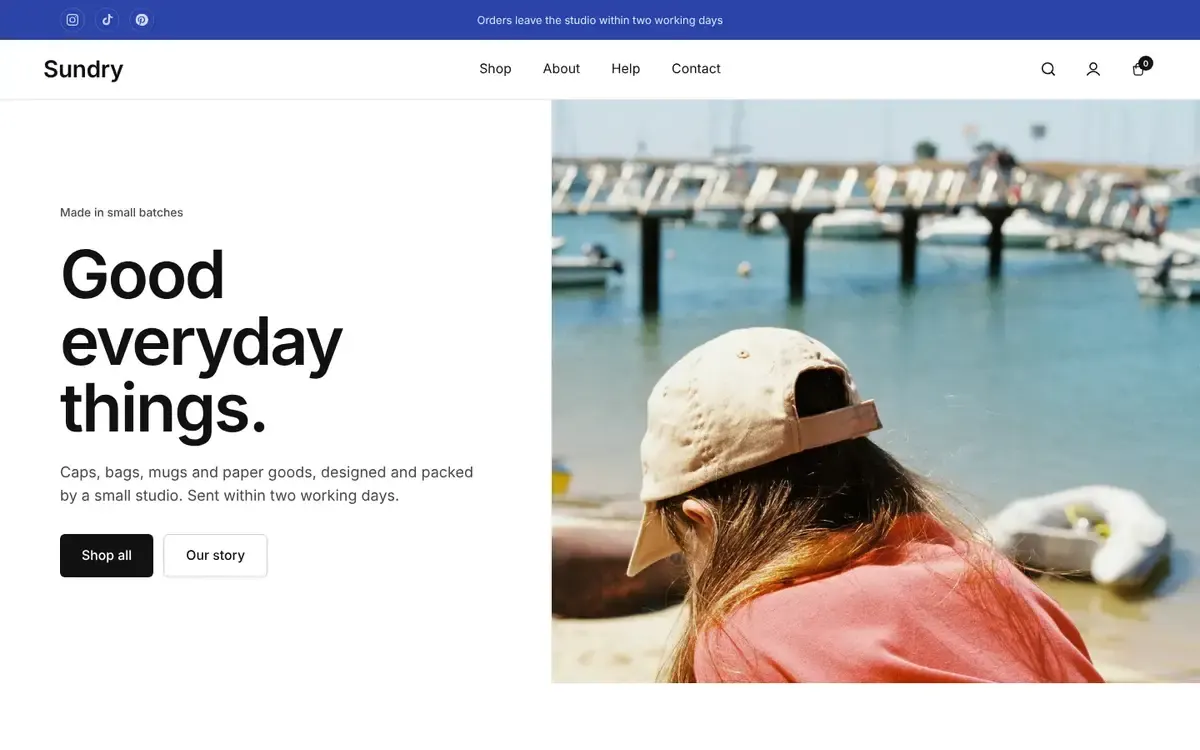 Orders leave the studio within two working days
Sundry
Shop
About
Help
Contact
0
Made in small batches
Good
everyday
things.
Caps, bags, mugs and paper goods, designed and packed
by a small studio. Sent within two working days.
Shop all
Our story